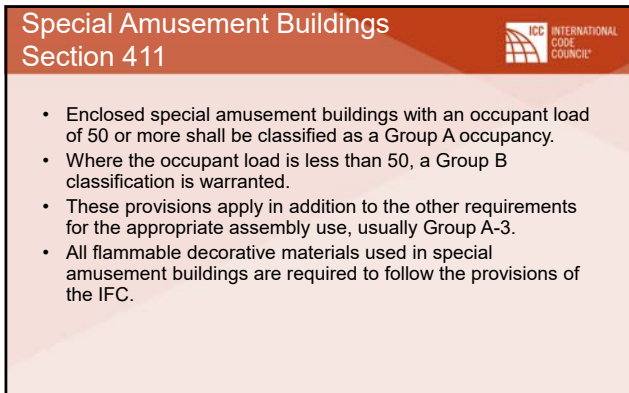 Special Amusement Buildings
Section 411
ICC INTERNATIONAL
CODE
COUNCIL®
• Enclosed special amusement buildings with an occupant load
of 50 or more shall be classified as a Group A occupancy.
• Where the occupant load is less than 50, a Group B
classification is warranted.
• These provisions apply in addition to the other requirements
for the appropriate assembly use, usually Group A-3.
• All flammable decorative materials used in special
amusement buildings are required to follow the provisions of
the IFC.